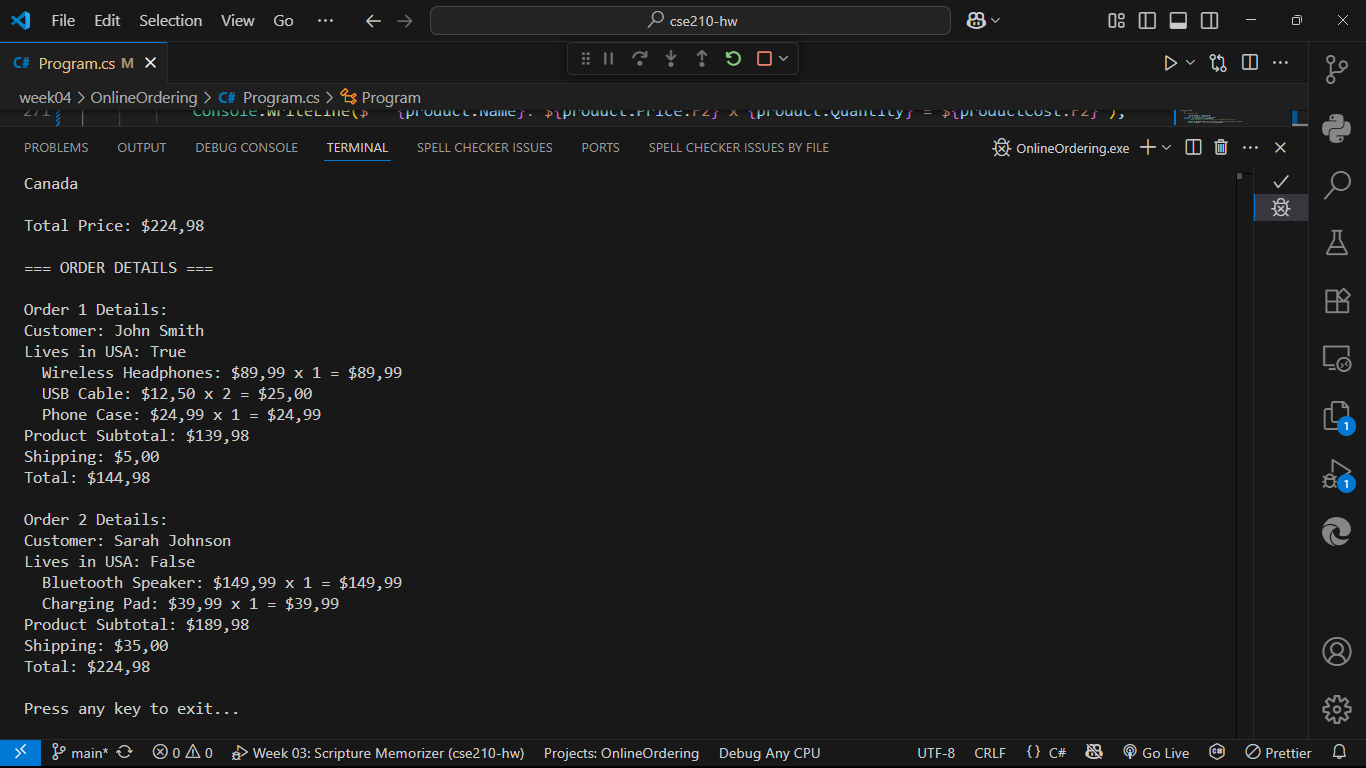 File Edit Selection View Go ··· cse210-hw
C# Program.cs M
week04 > OnlineOrdering > C# Program.cs > Program
271 Console.WriteLine($" {product.Name}: ${product.Price:F2} x {product.Quantity} = ${productCost:F2}");
PROBLEMS OUTPUT DEBUG CONSOLE TERMINAL SPELL CHECKER ISSUES PORTS SPELL CHECKER ISSUES BY FILE OnlineOrdering.exe
Canada
Total Price: $224,98
=== ORDER DETAILS ===
Order 1 Details:
Customer: John Smith
Lives in USA: True
Wireless Headphones: $89,99 x 1 = $89,99
USB Cable: $12,50 x 2 = $25,00
Phone Case: $24,99 x 1 = $24,99
Product Subtotal: $139,98
Shipping: $5,00
Total: $144,98
Order 2 Details:
Customer: Sarah Johnson
Lives in USA: False
Bluetooth Speaker: $149,99 x 1 = $149,99
Charging Pad: $39,99 x 1 = $39,99
Product Subtotal: $189,98
Shipping: $35,00
Total: $224,98
Press any key to exit...
1
1
main* 0 0 Week 03: Scripture Memorizer (cse210-hw) Projects: OnlineOrdering Debug Any CPU UTF-8 CRLF {} C# Go Live Prettier